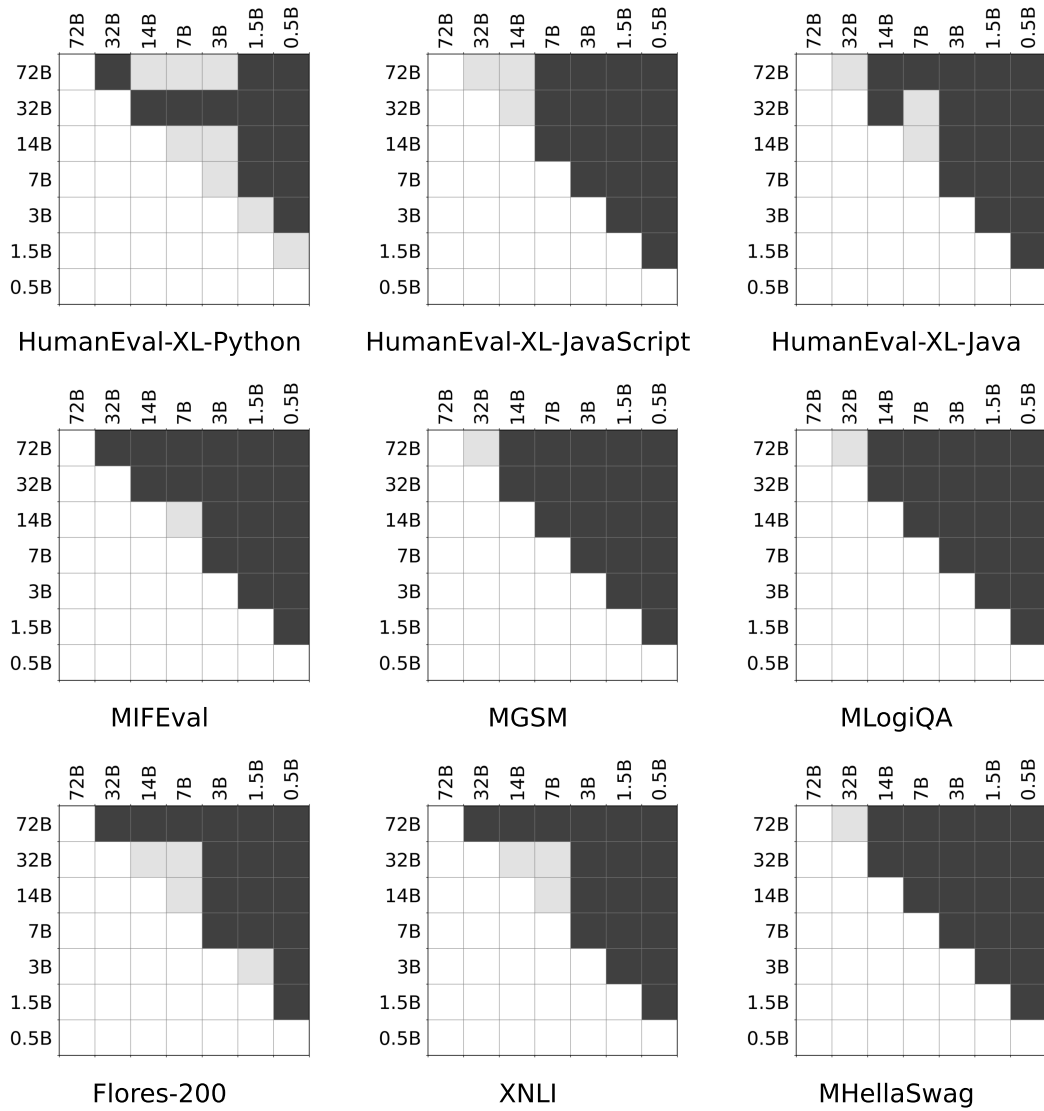 72B 32B 14B 7B 3B 1.5B 0.5B
72B
32B
14B
7B
3B
1.5B
0.5B
HumanEval-XL-Python
72B 32B 14B 7B 3B 1.5B 0.5B
72B
32B
14B
7B
3B
1.5B
0.5B
HumanEval-XL-JavaScript
72B 32B 14B 7B 3B 1.5B 0.5B
72B
32B
14B
7B
3B
1.5B
0.5B
HumanEval-XL-Java
72B 32B 14B 7B 3B 1.5B 0.5B
72B
32B
14B
7B
3B
1.5B
0.5B
MIFEval
72B 32B 14B 7B 3B 1.5B 0.5B
72B
32B
14B
7B
3B
1.5B
0.5B
MGSM
72B 32B 14B 7B 3B 1.5B 0.5B
72B
32B
14B
7B
3B
1.5B
0.5B
MLogiQA
72B 32B 14B 7B 3B 1.5B 0.5B
72B
32B
14B
7B
3B
1.5B
0.5B
Flores-200
72B 32B 14B 7B 3B 1.5B 0.5B
72B
32B
14B
7B
3B
1.5B
0.5B
XNLI
72B 32B 14B 7B 3B 1.5B 0.5B
72B
32B
14B
7B
3B
1.5B
0.5B
MHellaSwag